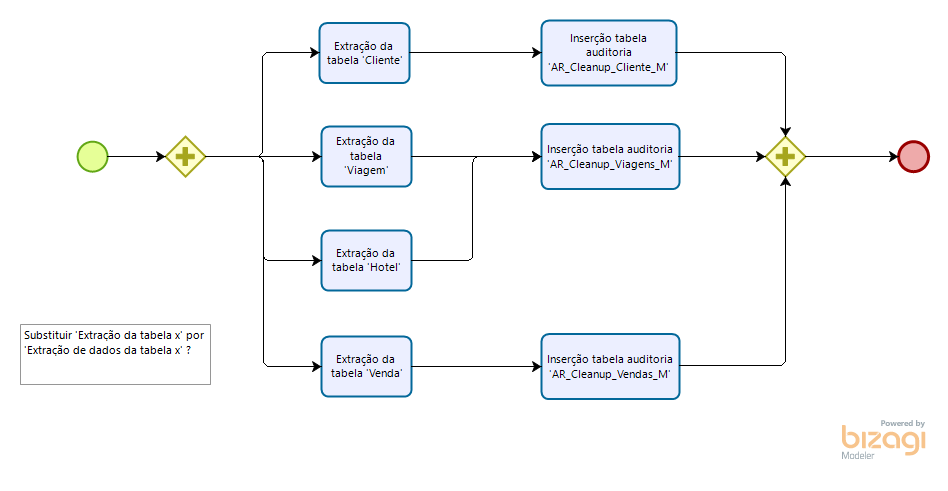 Extração da
tabela 'Cliente'
Inserção tabela
auditoria
'AR_Cleanup_Cliente_M'
Extração da
tabela
'Viagem'
Inserção tabela auditoria
'AR_Cleanup_Viagens_M'
Extração da
tabela 'Hotel'
Substituir 'Extração da tabela x' por
'Extração de dados da tabela x' ?
Extração da
tabela 'Venda'
Inserção tabela auditoria
'AR_Cleanup_Vendas_M'
Powered by
bizagi
Modeler